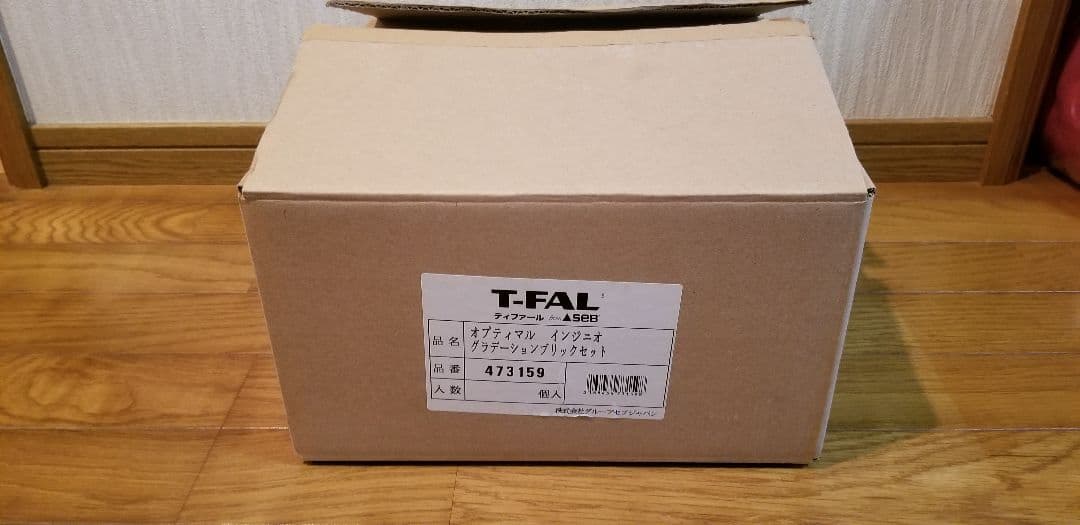 T-FAL
ティファール from SEB
品名 オプティマル インジニオ
グラデーションブリックセット
品番 473159
入数 個入
株式会社グループセブジャパン